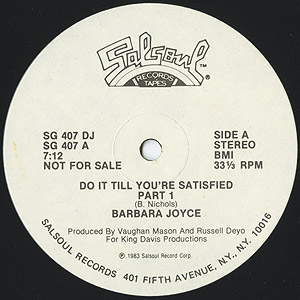 Salsoul
TM
RECORDS
TAPES
SG 407 DJ
SG 407 A
7:12
NOT FOR SALE
SIDE A
STEREO
BMI
33⅓ RPM
DO IT TILL YOU'RE SATISFIED
PART 1
(B. Nichols)
BARBARA JOYCE
Produced By Vaughan Mason And Russell Deyo
For King Davis Productions
℗ 1983 Salsoul Record Corp.
SALSOUL RECORDS 401 FIFTH AVENUE, N.Y., N.Y. 10016